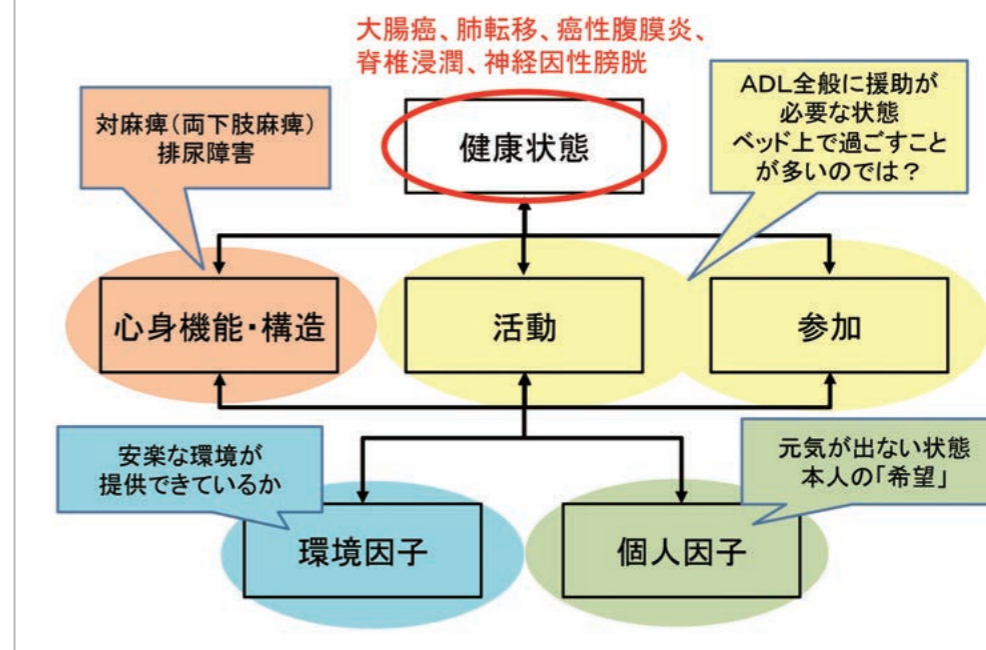 大腸癌、肺転移、癌性腹膜炎、
脊椎浸潤、神経因性膀胱
対麻痺(両下肢麻痺)
排尿障害
健康状態
ADL全般に援助が
必要な状態
ベッド上で過ごすこと
が多いのでは?
心身機能・構造
活動
参加
安楽な環境が
提供できているか
元気が出ない状態
本人の「希望」
環境因子
個人因子